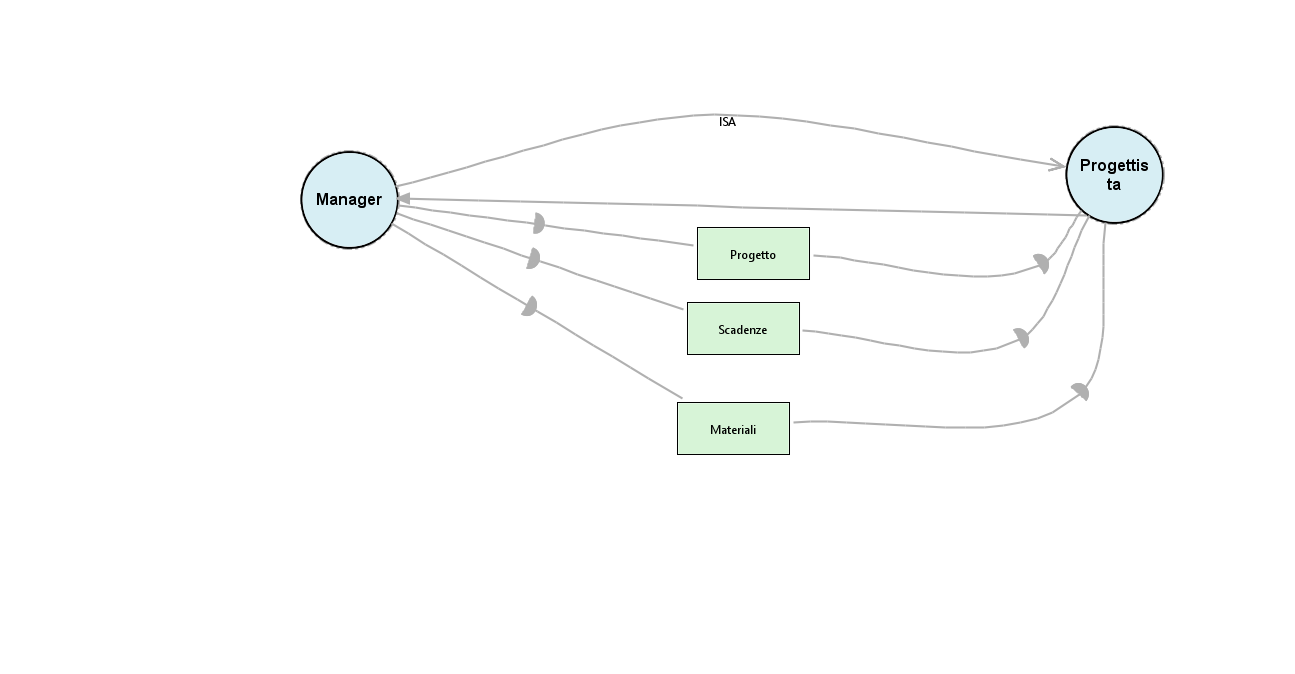 ISA
Manager
Progettis
ta
Progetto
Scadenze
Materiali